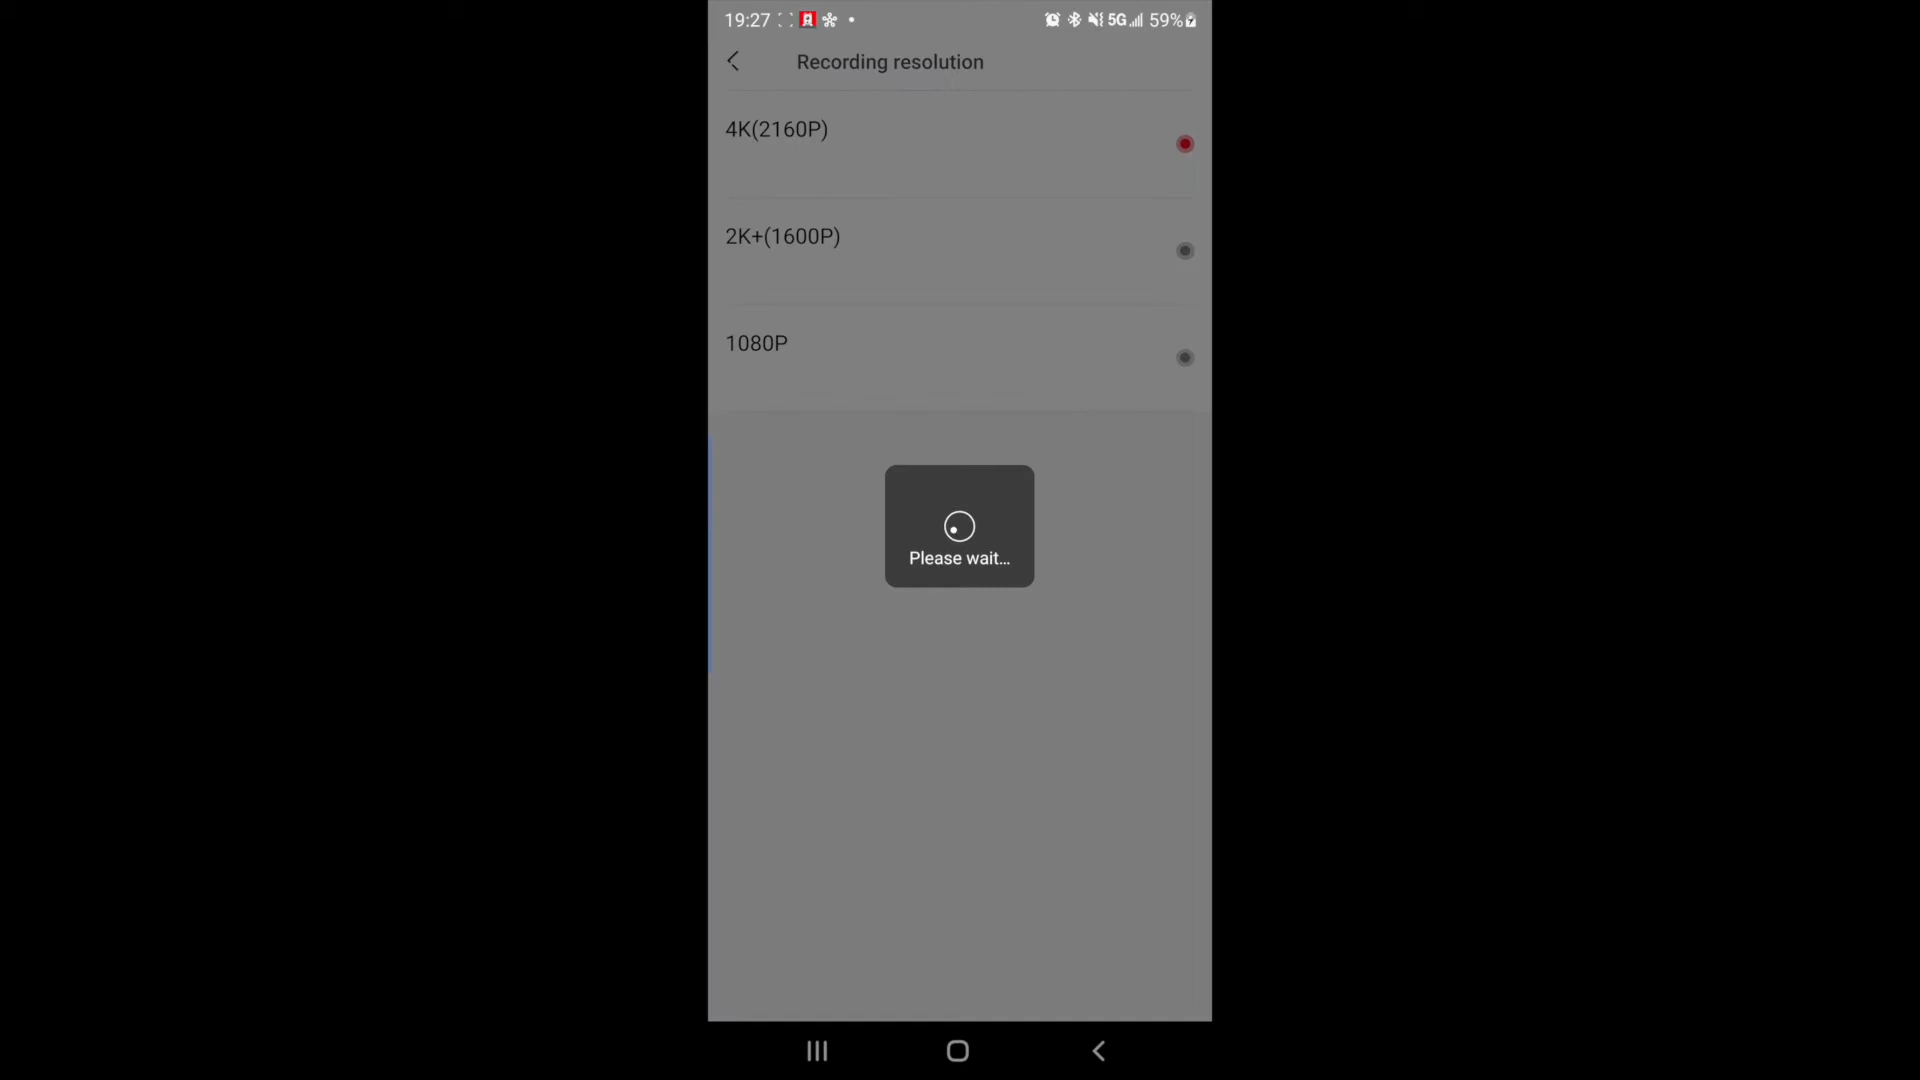 19:27 5G 59%
Recording resolution
4K(2160P)
2K+(1600P)
1080P
Please wait...